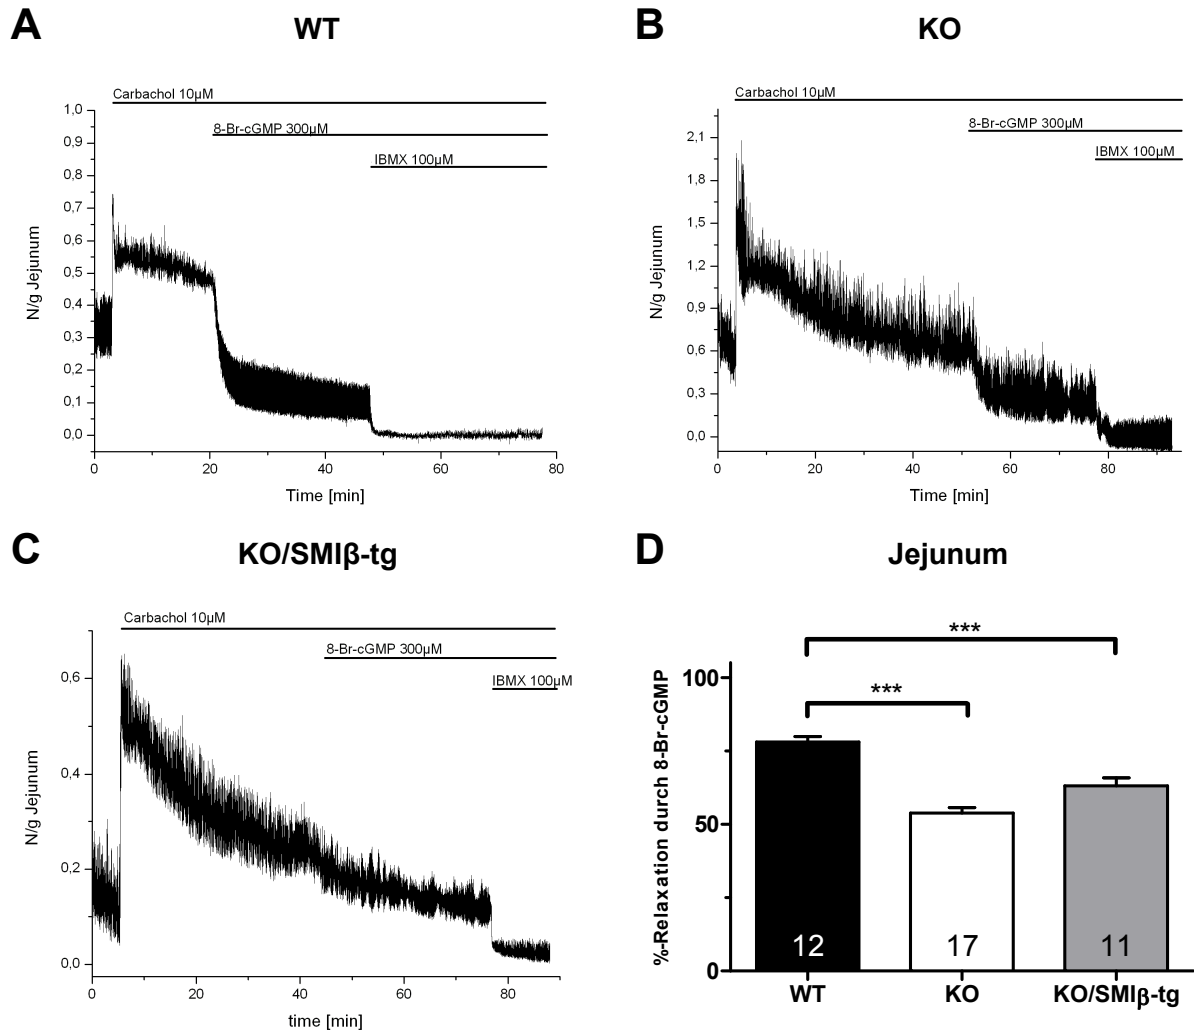 A
WT
Carbachol 10µM
8-Br-cGMP 300µM
IBMX 100µM
N/g Jejunum
1,0
0,9
0,8
0,7
0,6
0,5
0,4
0,3
0,2
0,1
0,0
0 20 40 60 80
Time [min]
B
KO
Carbachol 10µM
8-Br-cGMP 300µM
IBMX 100µM
N/g Jejunum
2,1
1,8
1,5
1,2
0,9
0,6
0,3
0,0
0 20 40 60 80
Time [min]
C
KO/SMIβ-tg
Carbachol 10µM
8-Br-cGMP 300µM
IBMX 100µM
N/g Jejunum
0,6
0,4
0,2
0,0
0 20 40 60 80
time [min]
D
Jejunum
***
***
%-Relaxation durch 8-Br-cGMP
100
50
0
12 17 11
WT KO KO/SMIβ-tg